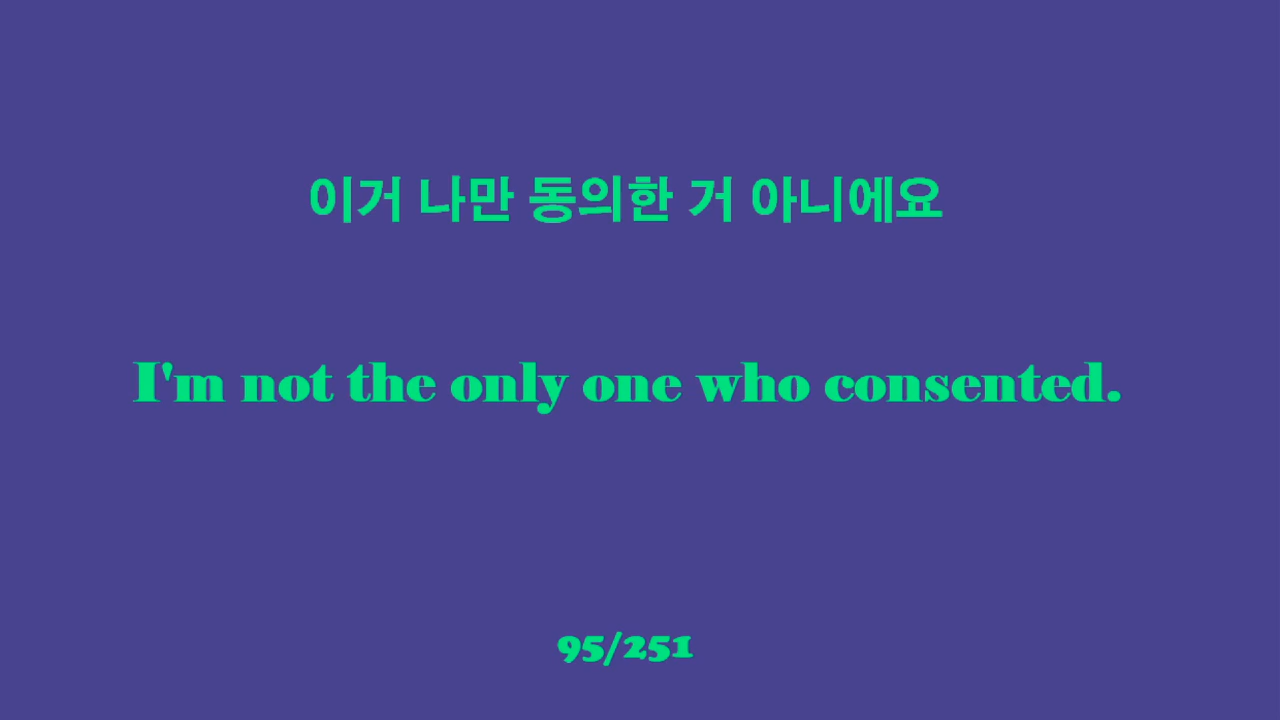 이거 나만 동의한 거 아니에요
I'm not the only one who consented.
95/251